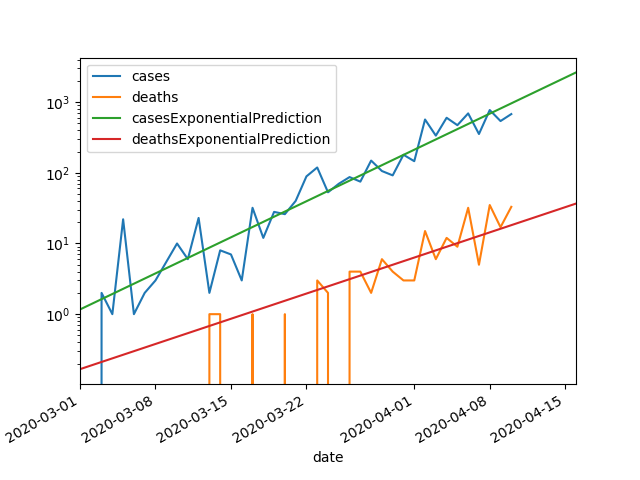 cases
deaths
casesExponentialPrediction
deathsExponentialPrediction
10³
10²
10¹
10⁰
2020-03-01
2020-03-08
2020-03-15
2020-03-22
2020-04-01
2020-04-08
2020-04-15
date